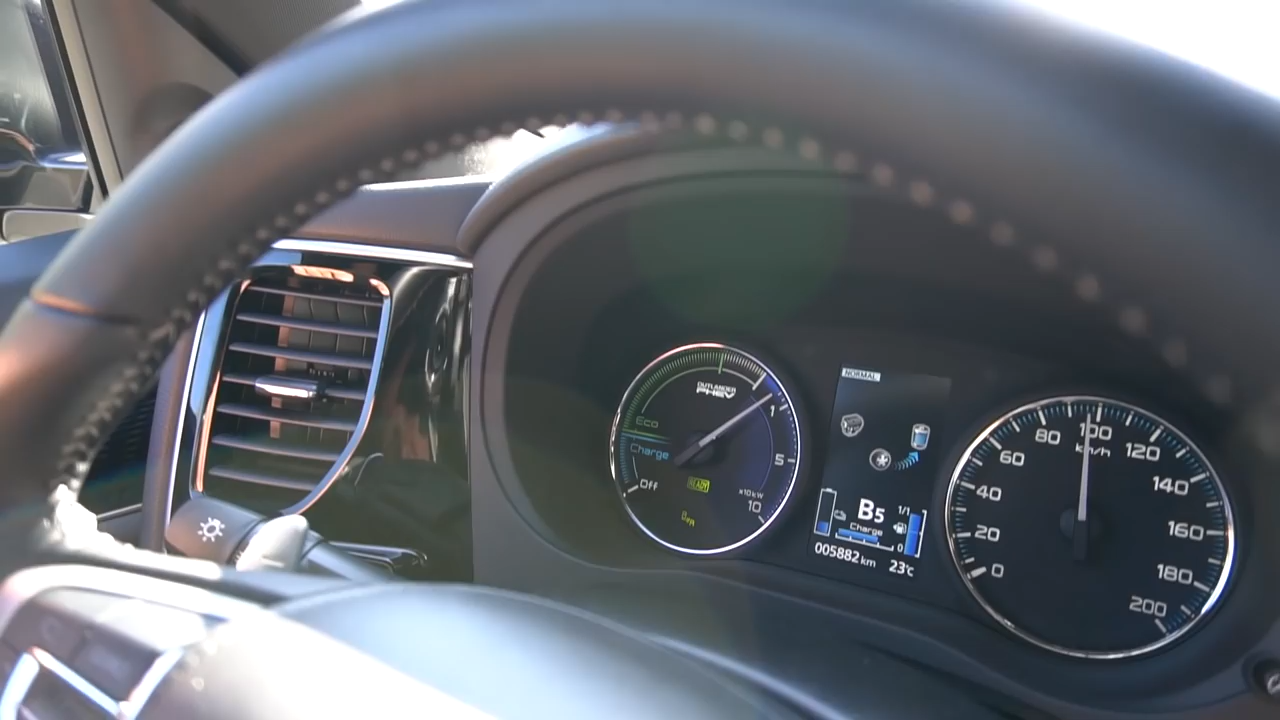 OUTLANDER
PHEV
Eco
Charge
Off
READY
1
5
x10kW
10
NORMAL
B5
Charge
1/1
0
005882 km
23℃
0
20
40
60
80
100
120
140
160
180
200
km/h